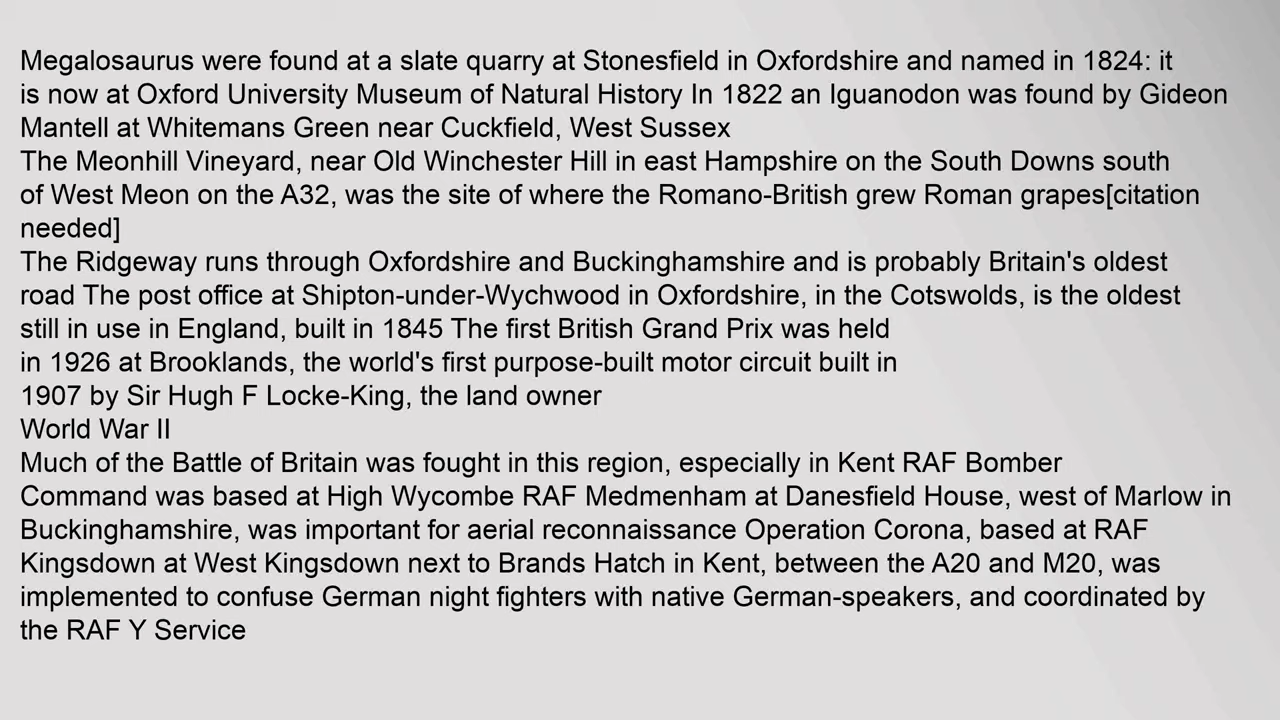 Megalosaurus were found at a slate quarry at Stonesfield in Oxfordshire and named in 1824: it
is now at Oxford University Museum of Natural History In 1822 an Iguanodon was found by Gideon
Mantell at Whitemans Green near Cuckfield, West Sussex
The Meonhill Vineyard, near Old Winchester Hill in east Hampshire on the South Downs south
of West Meon on the A32, was the site of where the Romano-British grew Roman grapes[citation
needed]
The Ridgeway runs through Oxfordshire and Buckinghamshire and is probably Britain's oldest
road The post office at Shipton-under-Wychwood in Oxfordshire, in the Cotswolds, is the oldest
still in use in England, built in 1845 The first British Grand Prix was held
in 1926 at Brooklands, the world's first purpose-built motor circuit built in
1907 by Sir Hugh F Locke-King, the land owner
World War II
Much of the Battle of Britain was fought in this region, especially in Kent RAF Bomber
Command was based at High Wycombe RAF Medmenham at Danesfield House, west of Marlow in
Buckinghamshire, was important for aerial reconnaissance Operation Corona, based at RAF
Kingsdown at West Kingsdown next to Brands Hatch in Kent, between the A20 and M20, was
implemented to confuse German night fighters with native German-speakers, and coordinated by
the RAF Y Service